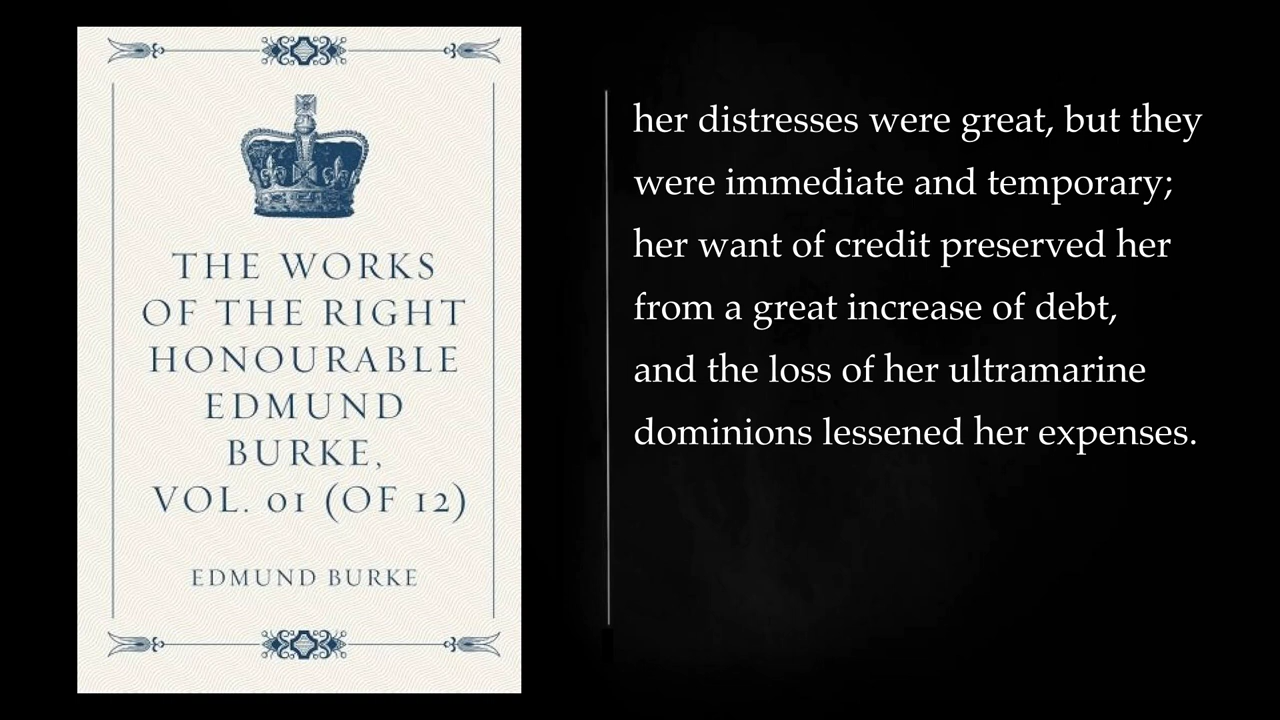 THE WORKS
OF THE RIGHT
HONOURABLE
EDMUND
BURKE,
VOL. 01 (OF 12)
EDMUND BURKE
her distresses were great, but they
were immediate and temporary;
her want of credit preserved her
from a great increase of debt,
and the loss of her ultramarine
dominions lessened her expenses.